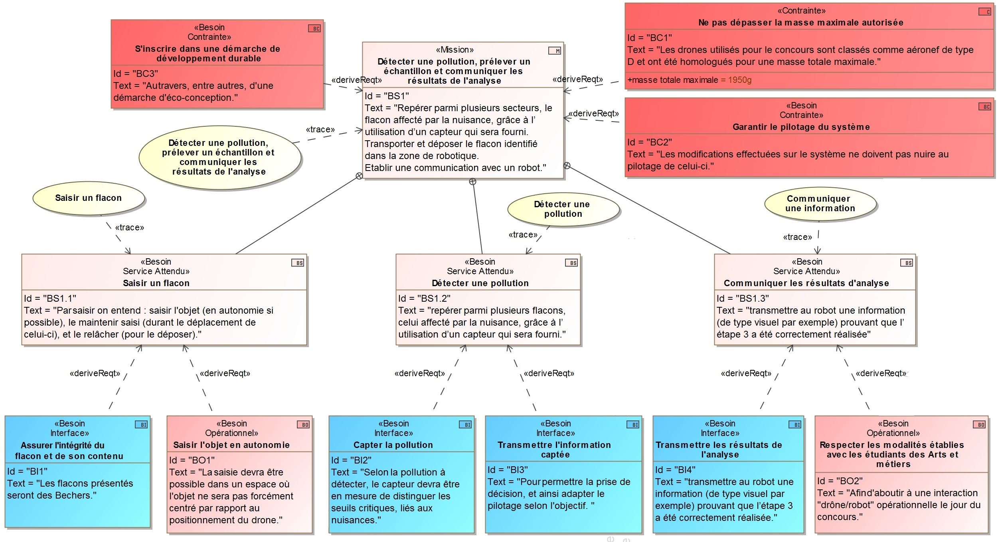 «Besoin
Contrainte»
BC
S'inscrire dans une démarche de
développement durable
Id = "BC3"
Text = "Autravers, entre autres, d'une
démarche d'éco-conception."
«deriveReqt»
«Mission»
M
Détecter une pollution, prélever un
échantillon et communiquer les
résultats de l'analyse
Id = "BS1"
Text = "Repérer parmi plusieurs secteurs, le
flacon affecté par la nuisance, grâce à l’
utilisation d’un capteur qui sera fourni.
Transporter et déposer le flacon identifié
dans la zone de robotique.
Etablir une communication avec un robot."
«deriveReqt»
«Contrainte»
C
Ne pas dépasser la masse maximale autorisée
Id = "BC1"
Text = "Les drones utilisés pour le concours sont classés comme aéronef de type
D et ont été homologués pour une masse totale maximale."
+masse totale maximale = 1950g
«deriveReqt»
«Besoin
Contrainte»
BC
Garantir le pilotage du système
Id = "BC2"
Text = "Les modifications effectuées sur le système ne doivent pas nuire au
pilotage de celui-ci."
«trace»
Détecter une pollution,
prélever un échantillon et
communiquer les
résultats de l'analyse
Saisir un flacon
«trace»
Détecter une
pollution
«trace»
Communiquer
une information
«trace»
«Besoin
Service Attendu»
BS
Saisir un flacon
Id = "BS1.1"
Text = "Parsaisir on entend : saisir l'objet (en autonomie si
possible), le maintenir saisi (durant le déplacement de
celui-ci), et le relâcher (pour le déposer)."
«Besoin
Service Attendu»
BS
Détecter une pollution
Id = "BS1.2"
Text = "repérer parmi plusieurs flacons,
celui affecté par la nuisance, grâce à l’
utilisation d’un capteur qui sera fourni."
«Besoin
Service Attendu»
BS
Communiquer les résultats d'analyse
Id = "BS1.3"
Text = "transmettre au robot une information
(de type visuel par exemple) prouvant que l’
étape 3 a été correctement réalisée"
«deriveReqt»
«deriveReqt»
«deriveReqt»
«deriveReqt»
«deriveReqt»
«deriveReqt»
«Besoin
Interface»
BI
Assurer l'intégrité du
flacon et de son contenu
Id = "BI1"
Text = "Les flacons présentés
seront des Bechers."
«Besoin
Opérationnel»
BO
Saisir l'objet en autonomie
Id = "BO1"
Text = "La saisie devra être
possible dans un espace où
l'objet ne sera pas forcément
centré par rapport au
positionnement du drone."
«Besoin
Interface»
BI
Capter la pollution
Id = "BI2"
Text = "Selon la pollution à
détecter, le capteur devra être
en mesure de distinguer les
seuils critiques, liés aux
nuisances."
«Besoin
Interface»
BI
Transmettre l'information
captée
Id = "BI3"
Text = "Pour permettre la prise de
décision, et ainsi adapter le
pilotage selon l'objectif. "
«Besoin
Interface»
BI
Transmettre les résultats de
l'analyse
Id = "BI4"
Text = "transmettre au robot une
information (de type visuel par
exemple) prouvant que l’étape 3
a été correctement réalisée."
«Besoin
Opérationnel»
BO
Respecter les modalités établies
avec les étudiants des Arts et
métiers
Id = "BO2"
Text = "Afin d'aboutir à une interaction
"drône/robot" opérationnelle le jour du
concours."